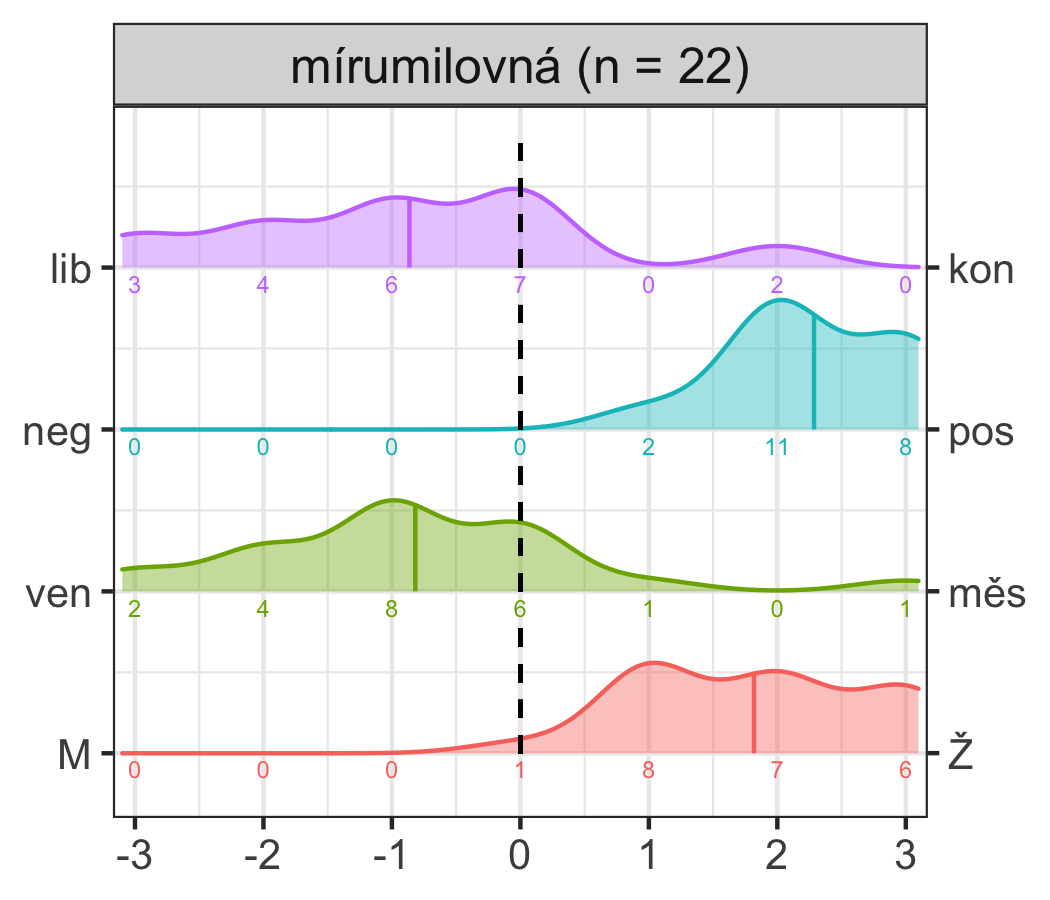 mírumilovná (n = 22)
lib kon
3 4 6 7 0 2 0
neg pos
0 0 0 0 2 11 8
ven měs
2 4 8 6 1 0 1
M Ž
0 0 0 1 8 7 6
-3 -2 -1 0 1 2 3